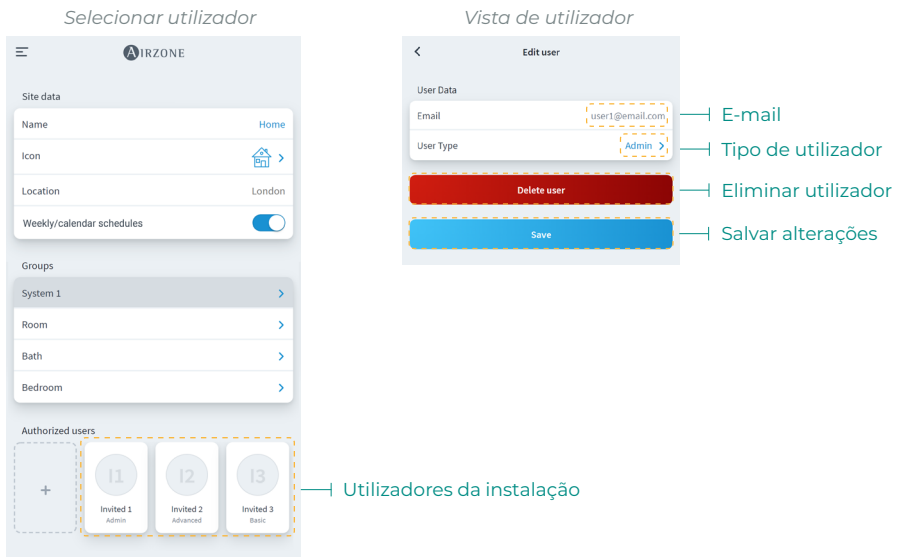 Selecionar utilizador
AIRZONE
Site data
Name Home
Icon
Location London
Weekly/calendar schedules
Groups
System 1
Room
Bath
Bedroom
Authorized users
+
I1
Invited 1
Admin
I2
Invited 2
Advanced
I3
Invited 3
Basic
Utilizadores da instalação
Vista de utilizador
Edit user
User Data
Email user1@email.com
E-mail
User Type Admin
Tipo de utilizador
Delete user
Eliminar utilizador
Save
Salvar alterações